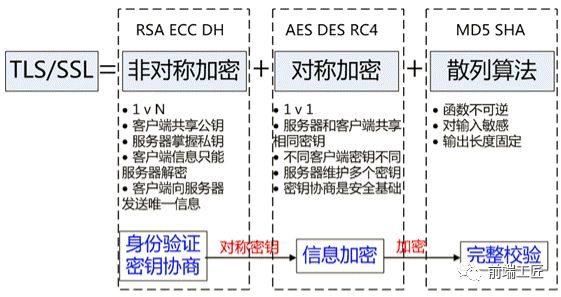 RSA ECC DH
AES DES RC4
MD5 SHA
TLS/SSL = 非对称加密 + 对称加密 + 散列算法
• 1 v N
• 客户端共享公钥
• 服务器掌握私钥
• 客户端信息只能
服务器解密
• 客户端向服务器
发送唯一信息
• 1 v 1
• 服务器和客户端共享
相同密钥
• 不同客户端密钥不同
• 服务器维护多个密钥
• 密钥协商是安全基础
• 函数不可逆
• 对输入敏感
• 输出长度固定
身份验证
密钥协商
对称密钥
信息加密
加密
完整校验
前端工匠